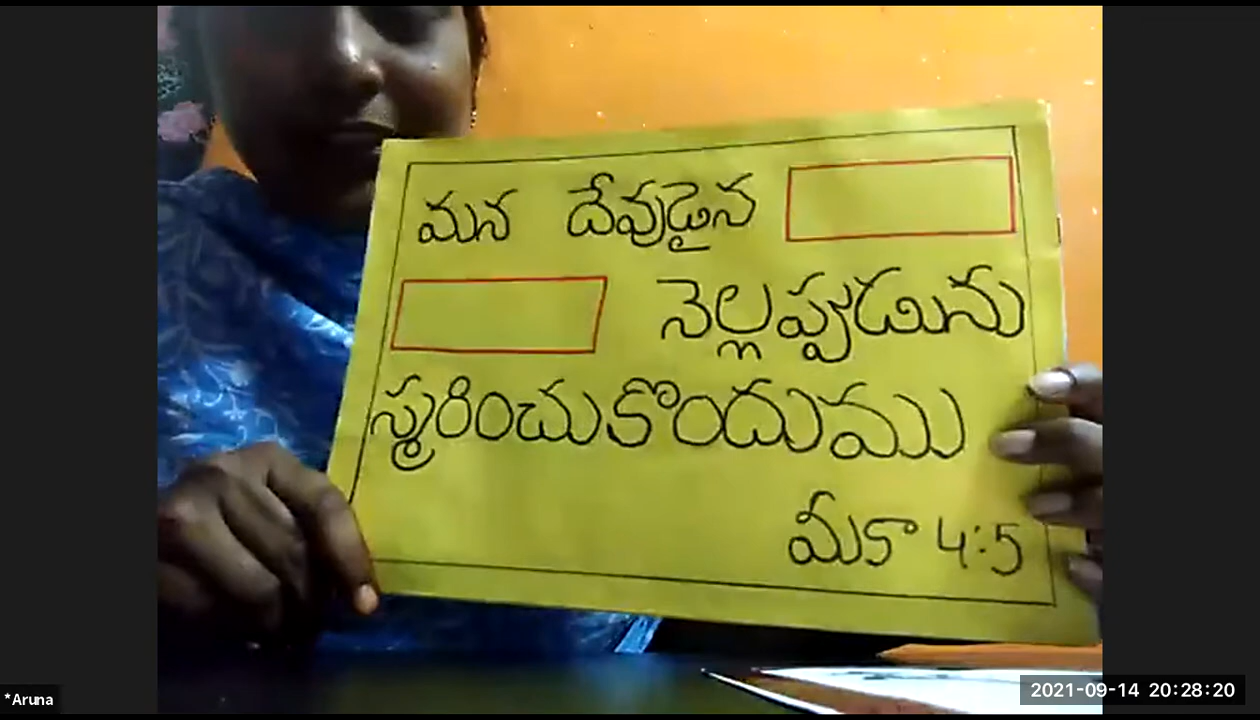 మన దేవుడైన
నెల్లప్పుడును
స్మరించుకొందుము
మీకా 4:5
*Aruna
2021-09-14 20:28:20